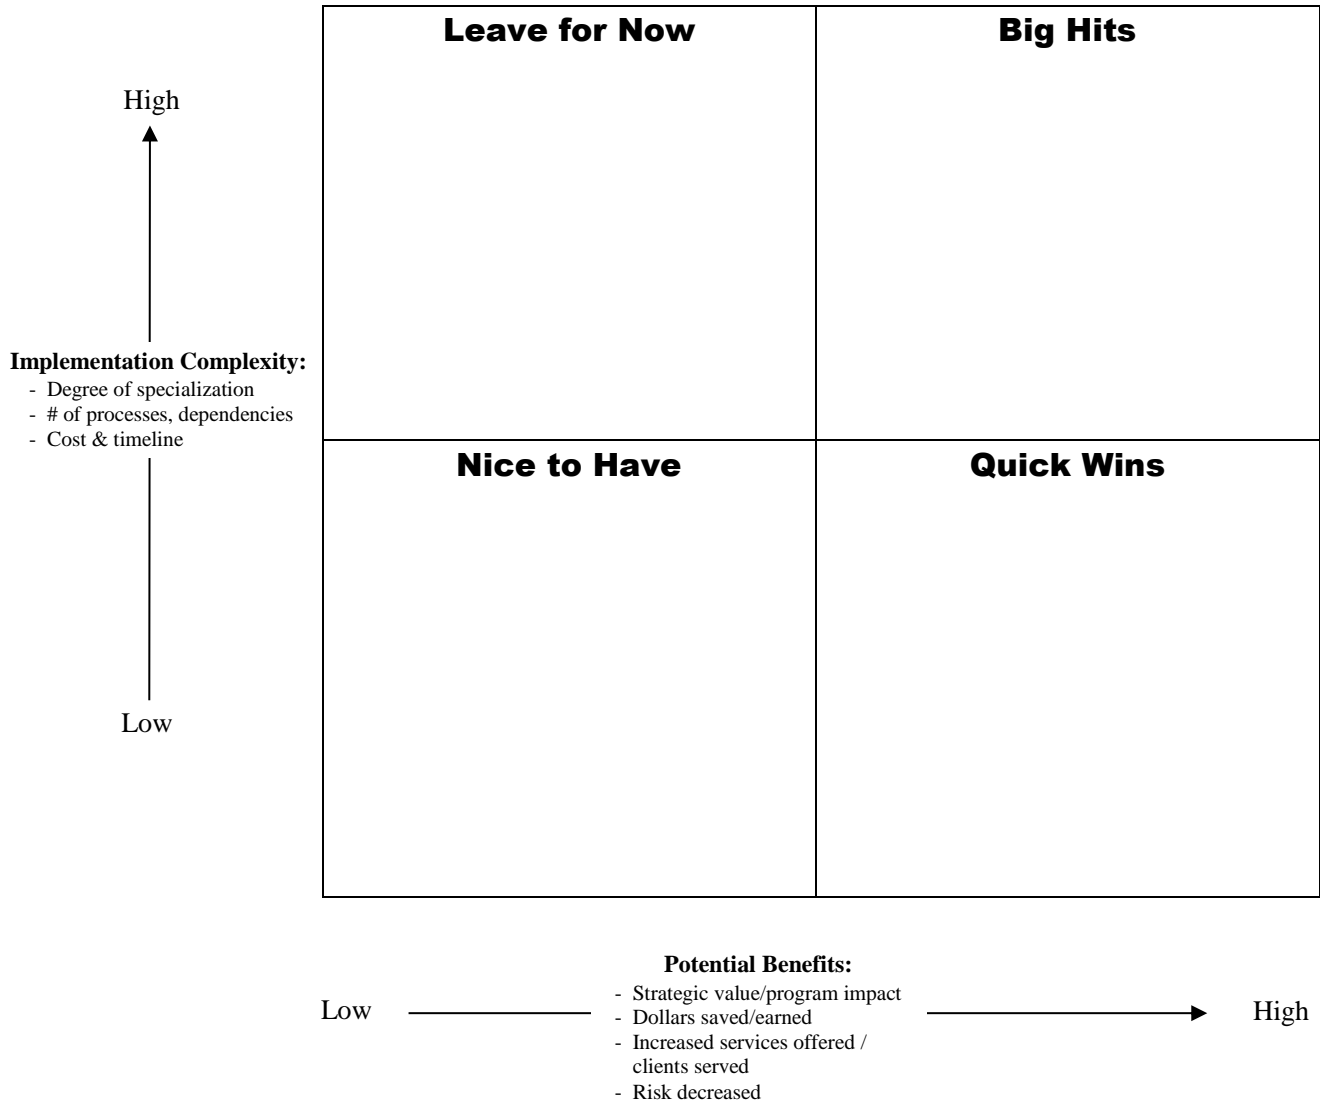 Leave for Now
Big Hits
High
Implementation Complexity:
- Degree of specialization
- # of processes, dependencies
- Cost & timeline
Nice to Have
Quick Wins
Low
Potential Benefits:
- Strategic value/program impact
- Dollars saved/earned
- Increased services offered /
clients served
- Risk decreased
Low
High